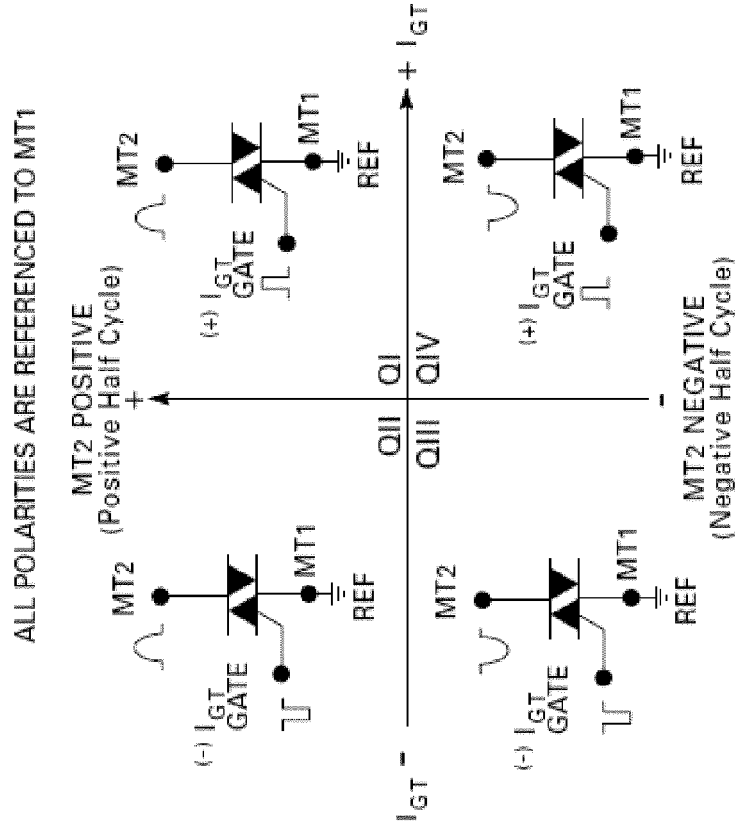 ALL POLARITIES ARE REFERENCED TO MT1
MT2 POSITIVE
(Positive Half Cycle)
+
MT2
(-) IGT
GATE
MT1
REF
MT2
(+) IGT
GATE
MT1
REF
QII QI
QIII QIV
IGT -
+ IGT
MT2
(-) IGT
GATE
MT1
REF
MT2
(+) IGT
GATE
MT1
REF
-
MT2 NEGATIVE
(Negative Half Cycle)